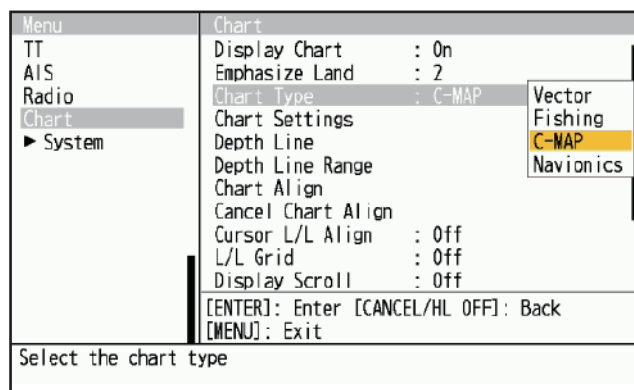 Menu
TT
AIS
Radio
Chart
► System
Chart
Display Chart : On
Emphasize Land : 2
Chart Type : C-MAP
Chart Settings
Depth Line
Depth Line Range
Chart Align
Cancel Chart Align
Cursor L/L Align : Off
L/L Grid : Off
Display Scroll : Off
Vector
Fishing
C-MAP
Navionics
[ENTER]: Enter [CANCEL/HL OFF]: Back
[MENU]: Exit
Select the chart type